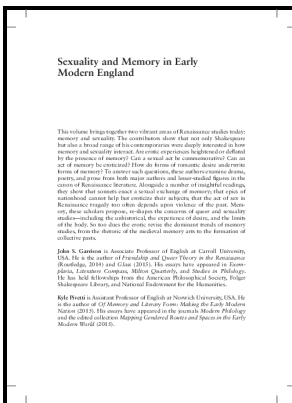 Sexuality and Memory in Early
Modern England
This volume brings together two vibrant areas of Renaissance studies today:
memory and sexuality. The contributors show that not only Shakespeare
but also a broad range of his contemporaries were deeply interested in how
memory and sexuality interact. Are erotic experiences heightened or deflated
by the presence of memory? Can a sexual act be commemorative? Can an
act of memory be eroticized? How do forms of romantic desire underwrite
forms of memory? To answer such questions, these authors examine drama,
poetry, and prose from both major authors and lesser-studied figures in the
canon of Renaissance literature. Alongside a number of insightful readings,
they show that sonnets enact a sexual exchange of memory; that epics of
nationhood cannot help but eroticize their subjects; that the act of sex in
Renaissance tragedy too often depends upon violence of the past. Mem-
ory, these scholars propose, re-shapes the concerns of queer and sexuality
studies—including the unhistorical, the experience of desire, and the limits
of the body. So too does the erotic revise the dominant trends of memory
studies, from the rhetoric of the medieval memory arts to the formation of
collective pasts.
John S. Garrison is Associate Professor of English at Carroll University,
USA. He is the author of Friendship and Queer Theory in the Renaissance
(Routledge, 2014) and Glass (2015). His essays have appeared in Exem-
plaria, Literature Compass, Milton Quarterly, and Studies in Philology.
He has held fellowships from the American Philosophical Society, Folger
Shakespeare Library, and National Endowment for the Humanities.
Kyle Pivetti is Assistant Professor of English at Norwich University, USA. He
is the author of Of Memory and Literary Form: Making the Early Modern
Nation (2015). His essays have appeared in the journals Modern Philology
and the edited collection Mapping Gendered Routes and Spaces in the Early
Modern World (2015).